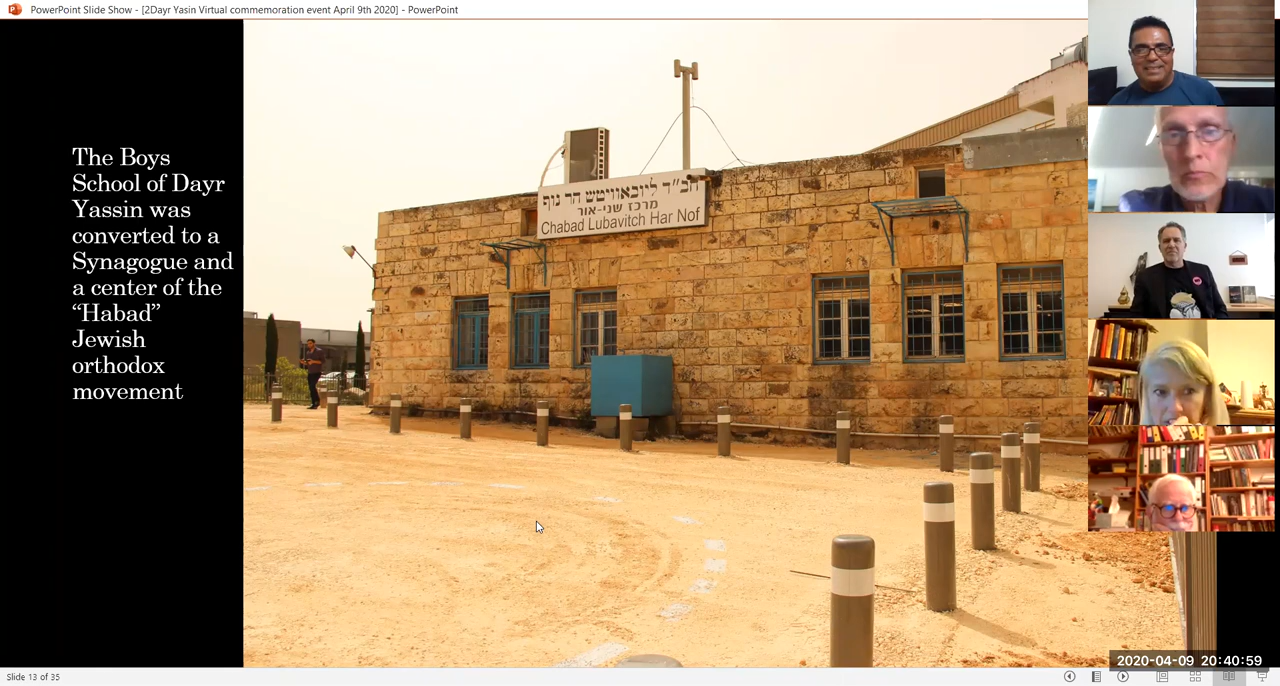 PowerPoint Slide Show - [2Dayr Yasin Virtual commemoration event April 9th 2020] - PowerPoint
The Boys
School of Dayr
Yassin was
converted to a
Synagogue and
a center of the
“Habad”
Jewish
orthodox
movement
חב"ד ליובאוויטש הר נוף
מרכז שני-אור
Chabad Lubavitch Har Nof
2020-04-09 20:40:59
Slide 13 of 35